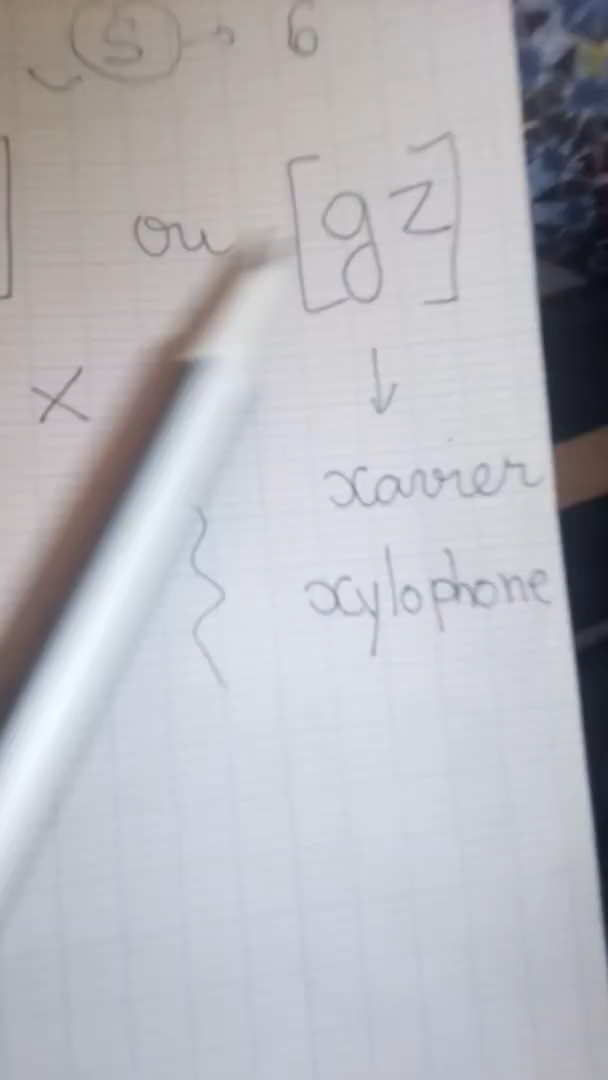 5 → 6
] ou [gz]
x ↓
xavier
} xylophone